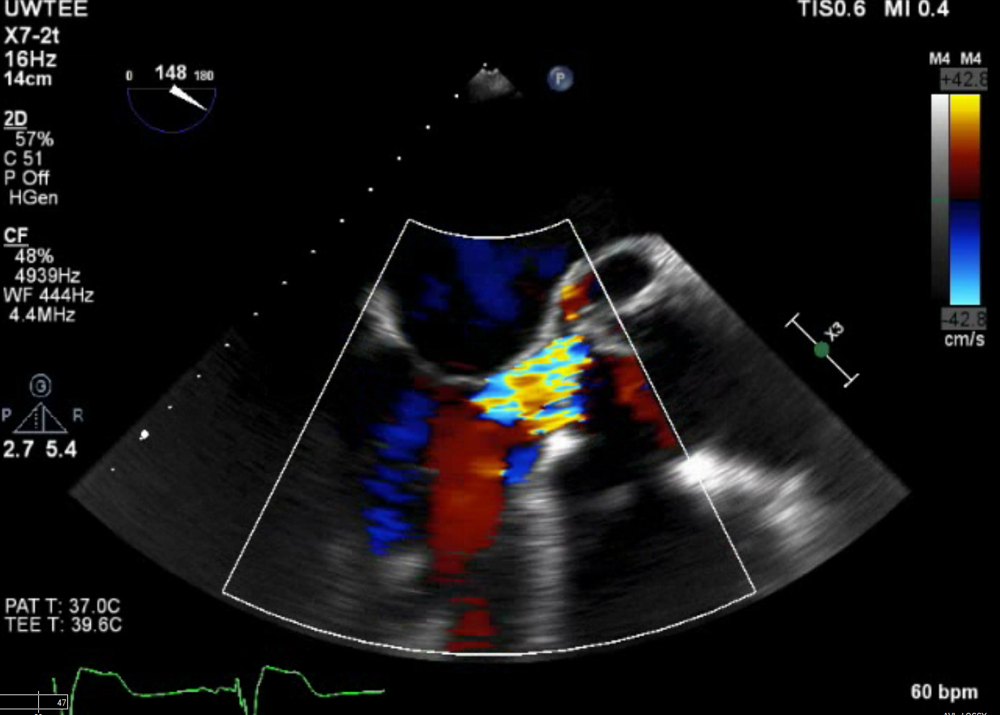 UWTEE
TIS0.6 MI 0.4
X7-2t
16Hz
14cm
0 148 180
P
M4 M4
+42.8
2D
57%
C 51
P Off
HGen
CF
48%
4939Hz
WF 444Hz
4.4MHz
-42.8
cm/s
X3
G
P R
2.7 5.4
PAT T: 37.0C
TEE T: 39.6C
60 bpm
47